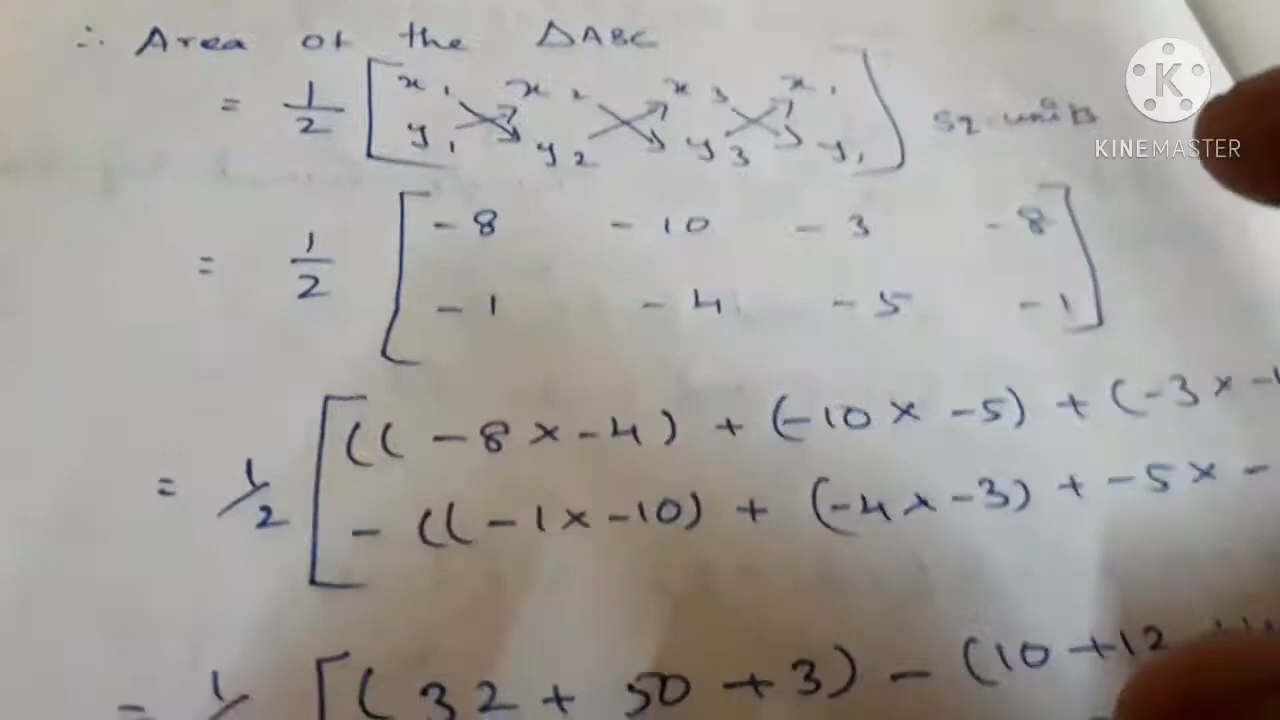 ∴ Area of the ΔABC
= 1/2 [ x1 x2 x3 x1
y1 y2 y3 y1 ] sq. units
KINEMASTER
= 1/2 [ -8 -10 -3 -8
-1 -4 -5 -1 ]
= 1/2 [ (( -8 x -4 ) + (-10 x -5) + (-3 x -1
- (( -1 x -10) + (-4 x -3) + -5 x -
= 1/2 [ ( 32 + 50 + 3 ) - (10 + 12